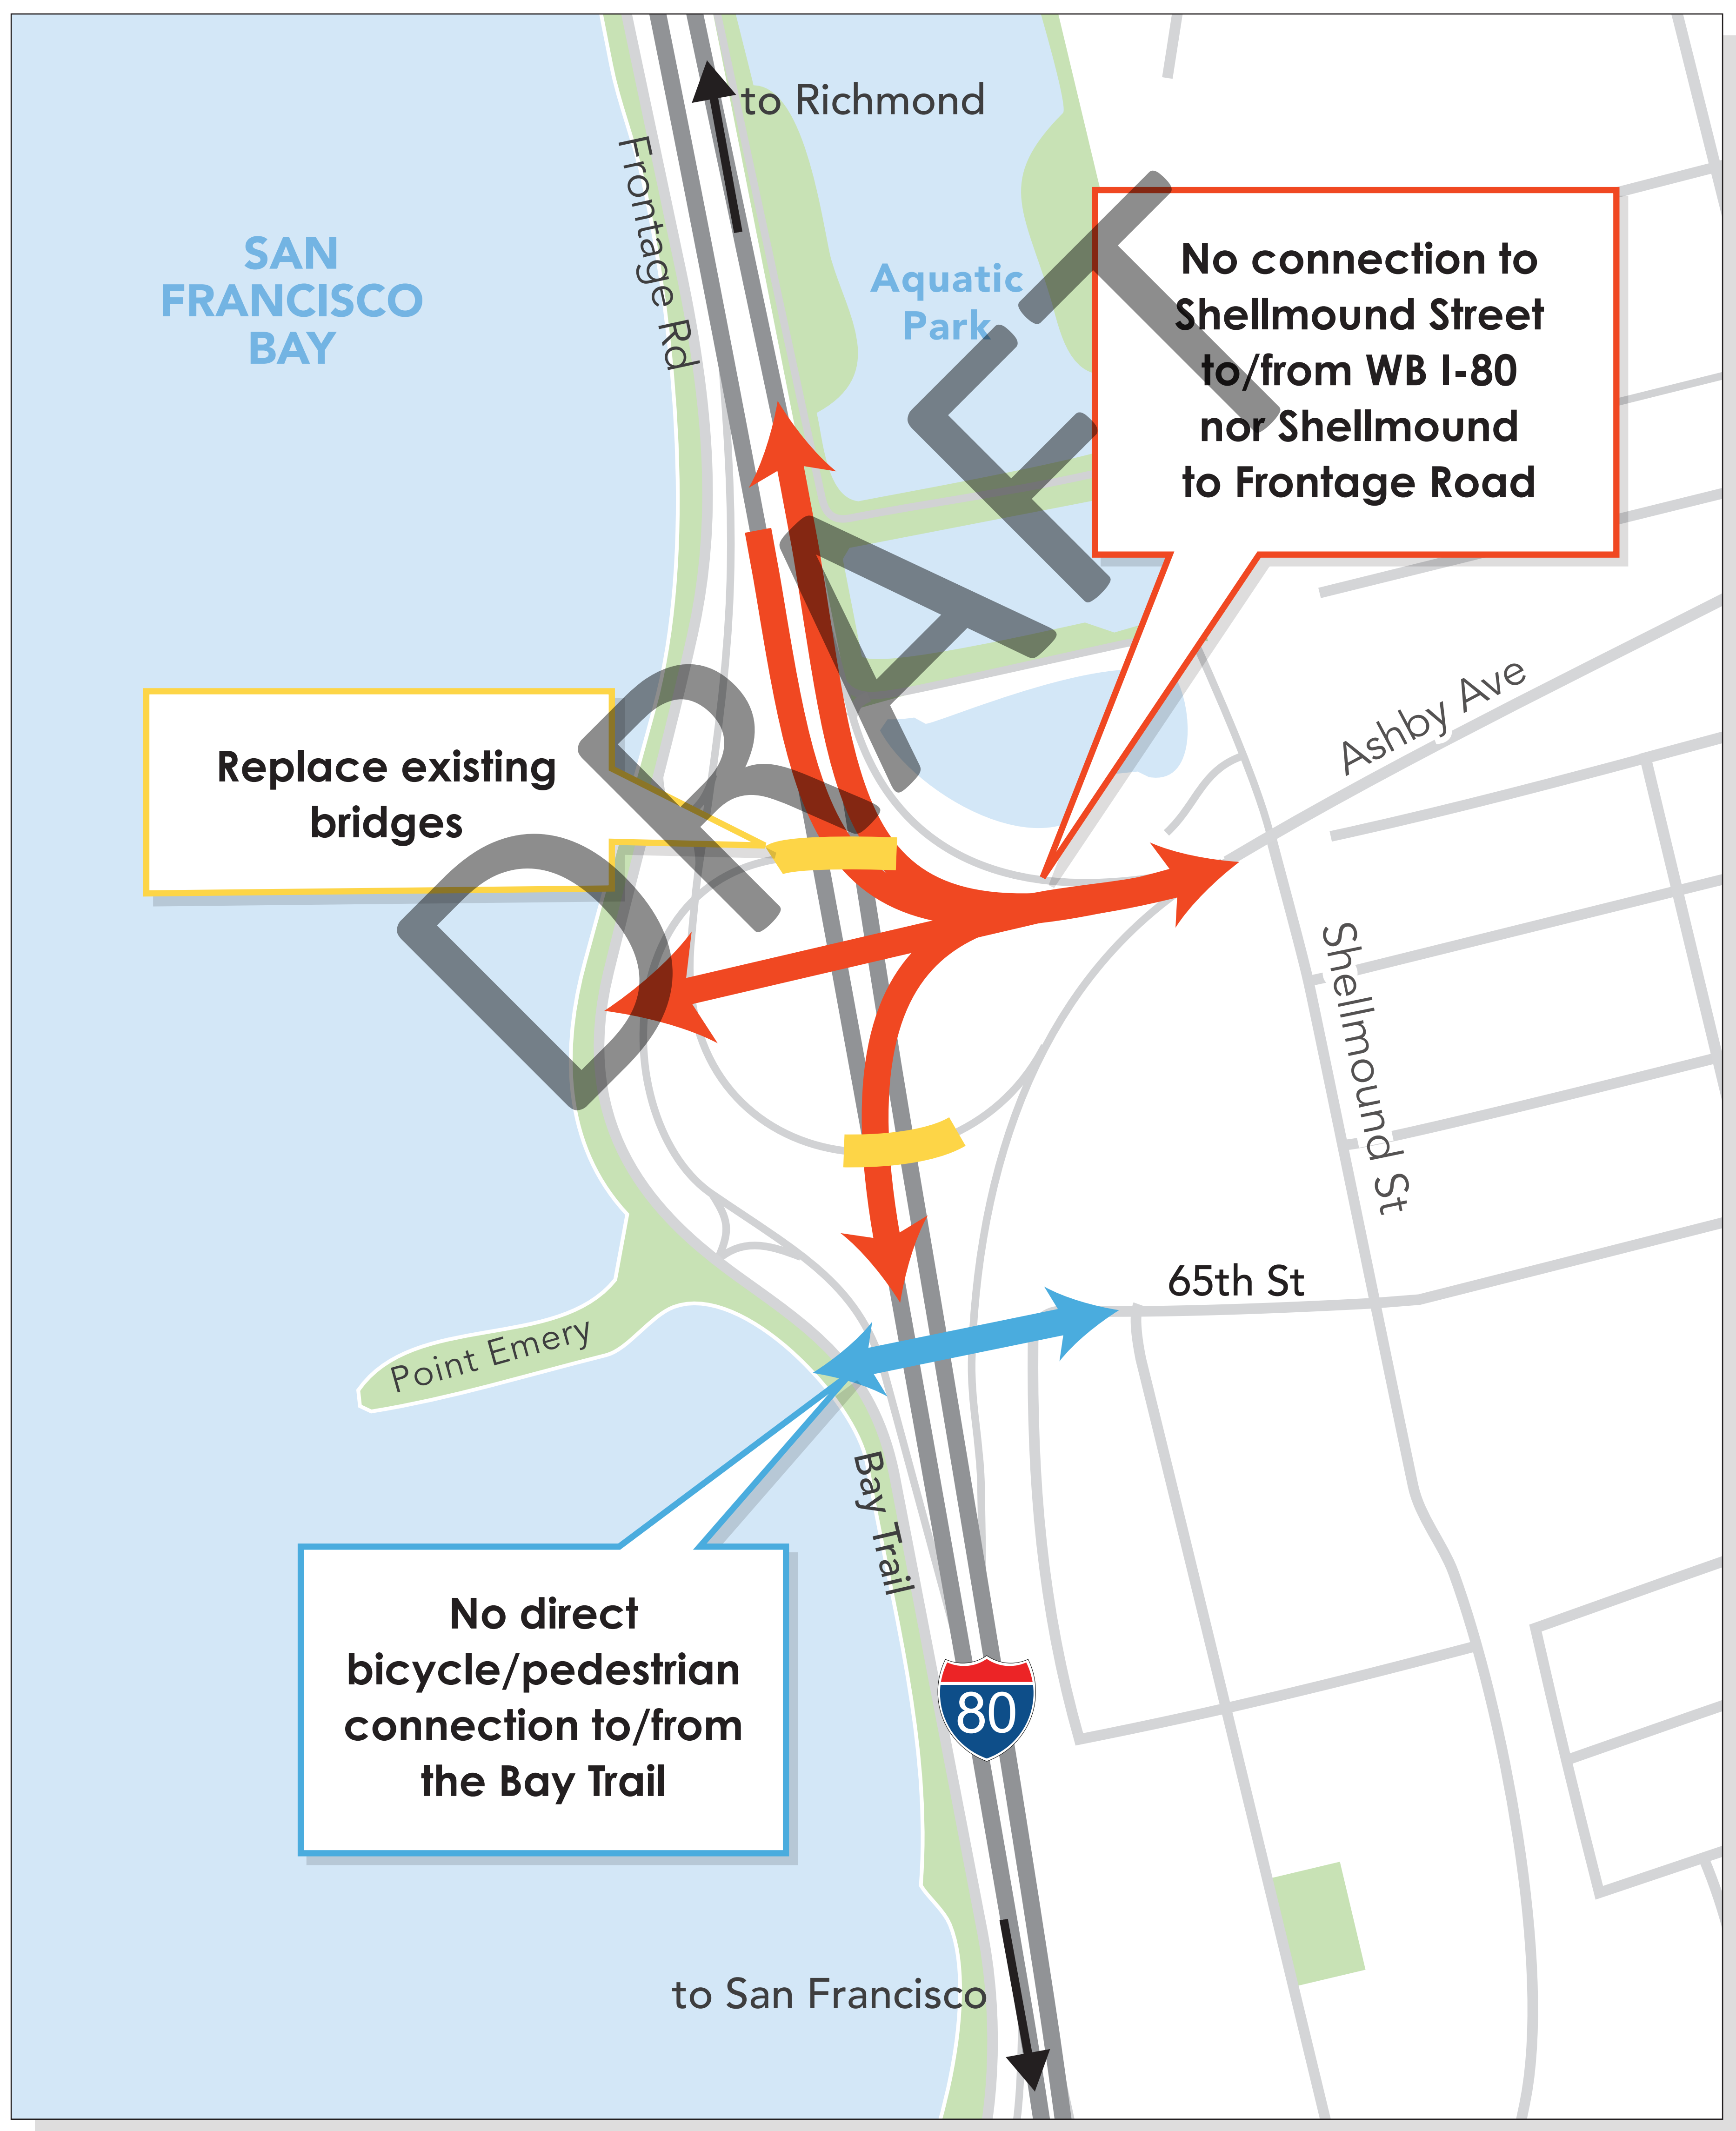 to Richmond
Frontage Rd
SAN
FRANCISCO
BAY
Aquatic
Park
No connection to
Shellmound Street
to/from WB I-80
nor Shellmound
to Frontage Road
DRAFT
Ashby Ave
Replace existing
bridges
Shellmound St
65th St
Point Emery
Bay Trail
No direct
bicycle/pedestrian
connection to/from
the Bay Trail
80
to San Francisco